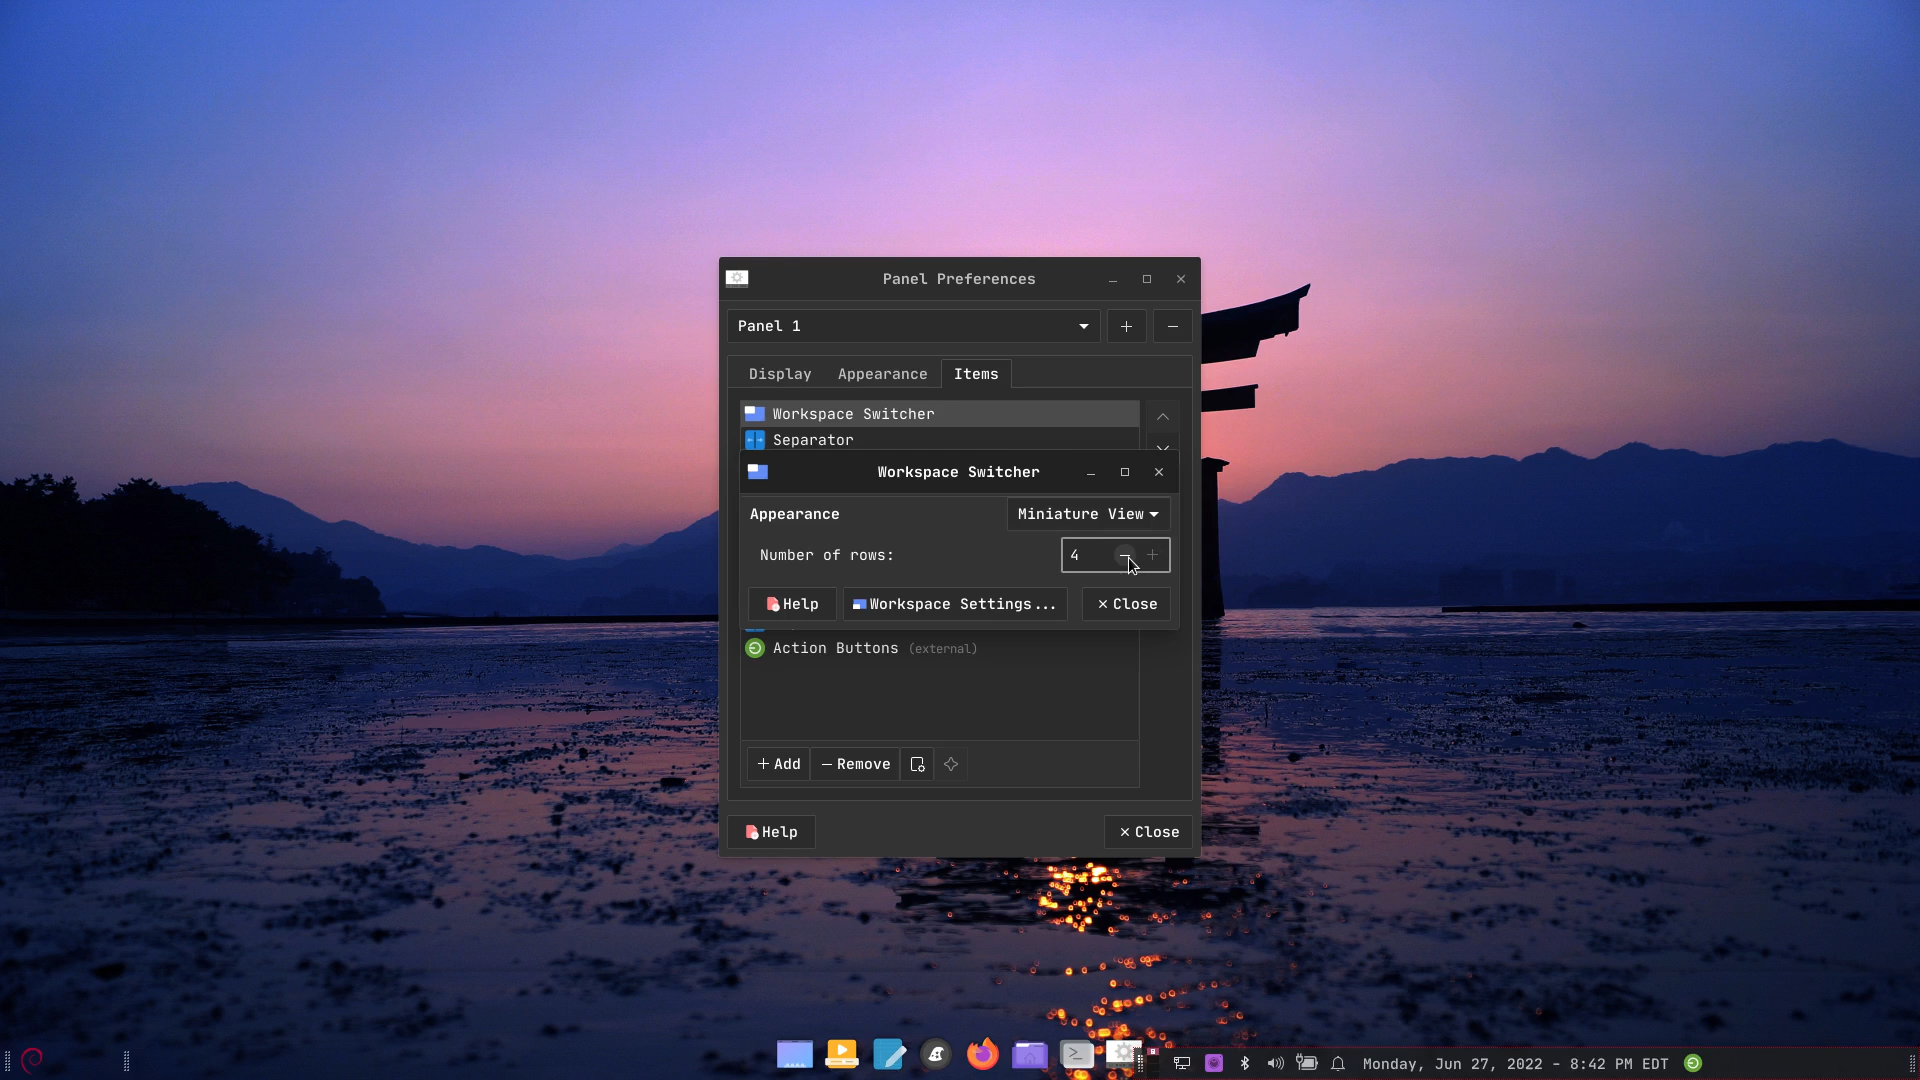 Panel Preferences
Panel 1
Display Appearance Items
Workspace Switcher
Separator
Workspace Switcher
Appearance Miniature View
Number of rows: 4
Help Workspace Settings... Close
Action Buttons (external)
Add Remove
Help Close
Monday, Jun 27, 2022 - 8:42 PM EDT